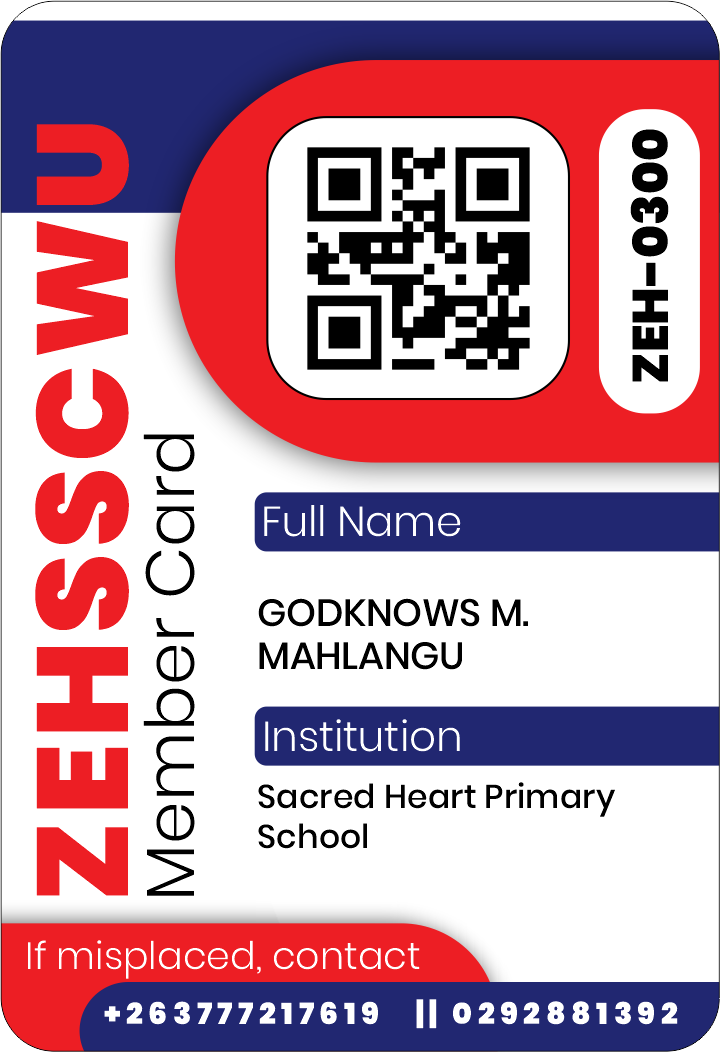 ZEHSSCWU
Member Card
ZEH-0300
Full Name
GODKNOWS M.
MAHLANGU
Institution
Sacred Heart Primary
School
If misplaced, contact
+263777217619 || 0292881392